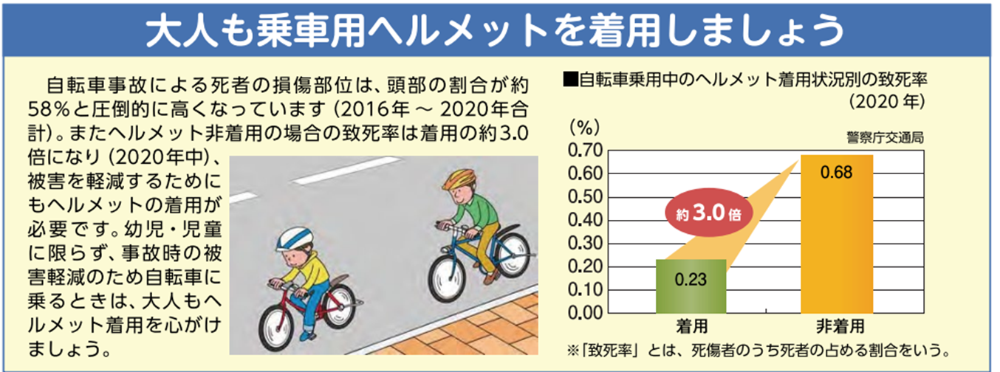 大人も乗車用ヘルメットを着用しましょう
自転車事故による死者の損傷部位は、頭部の割合が約
58%と圧倒的に高くなっています(2016年~2020年合
計)。またヘルメット非着用の場合の致死率は着用の約3.0
倍になり(2020年中)、
被害を軽減するために
もヘルメットの着用が
必要です。幼児・児童
に限らず、事故時の被
害軽減のため自転車に
乗るときは、大人もヘ
ルメット着用を心がけ
ましょう。
■自転車乗用中のヘルメット着用状況別の致死率
(2020年)
(%)
警察庁交通局
0.70
0.60
0.50
0.40
0.30
0.20
0.10
0.00
約3.0倍
0.23
0.68
着用
非着用
※「致死率」とは、死傷者のうち死者の占める割合をいう。